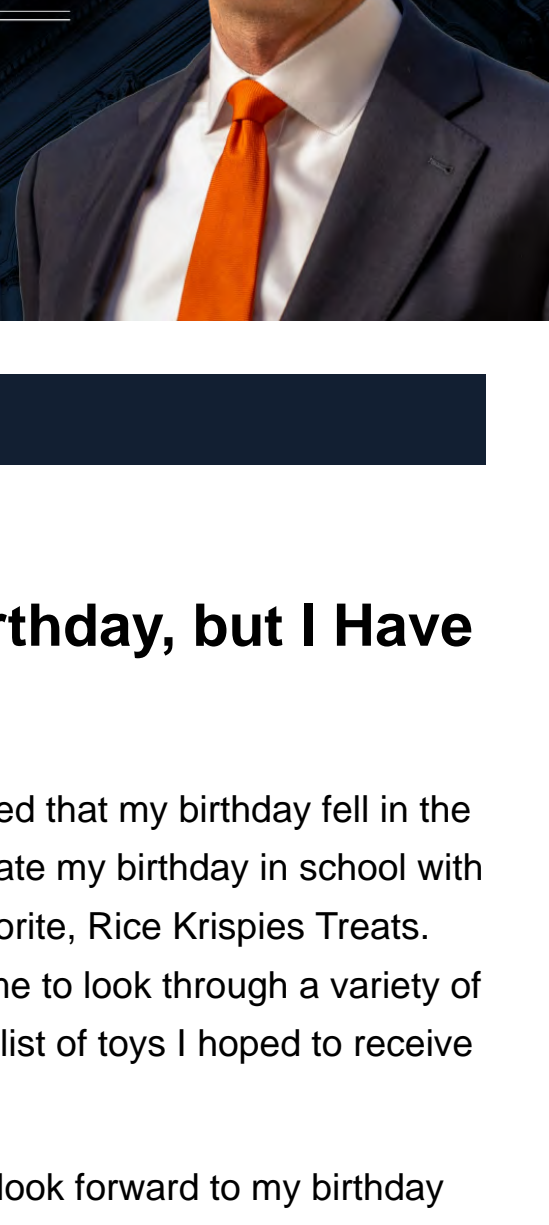 rthday, but I Have
ed that my birthday fell in the
ate my birthday in school with
orite, Rice Krispies Treats.
ne to look through a variety of
list of toys I hoped to receive
look forward to my birthday